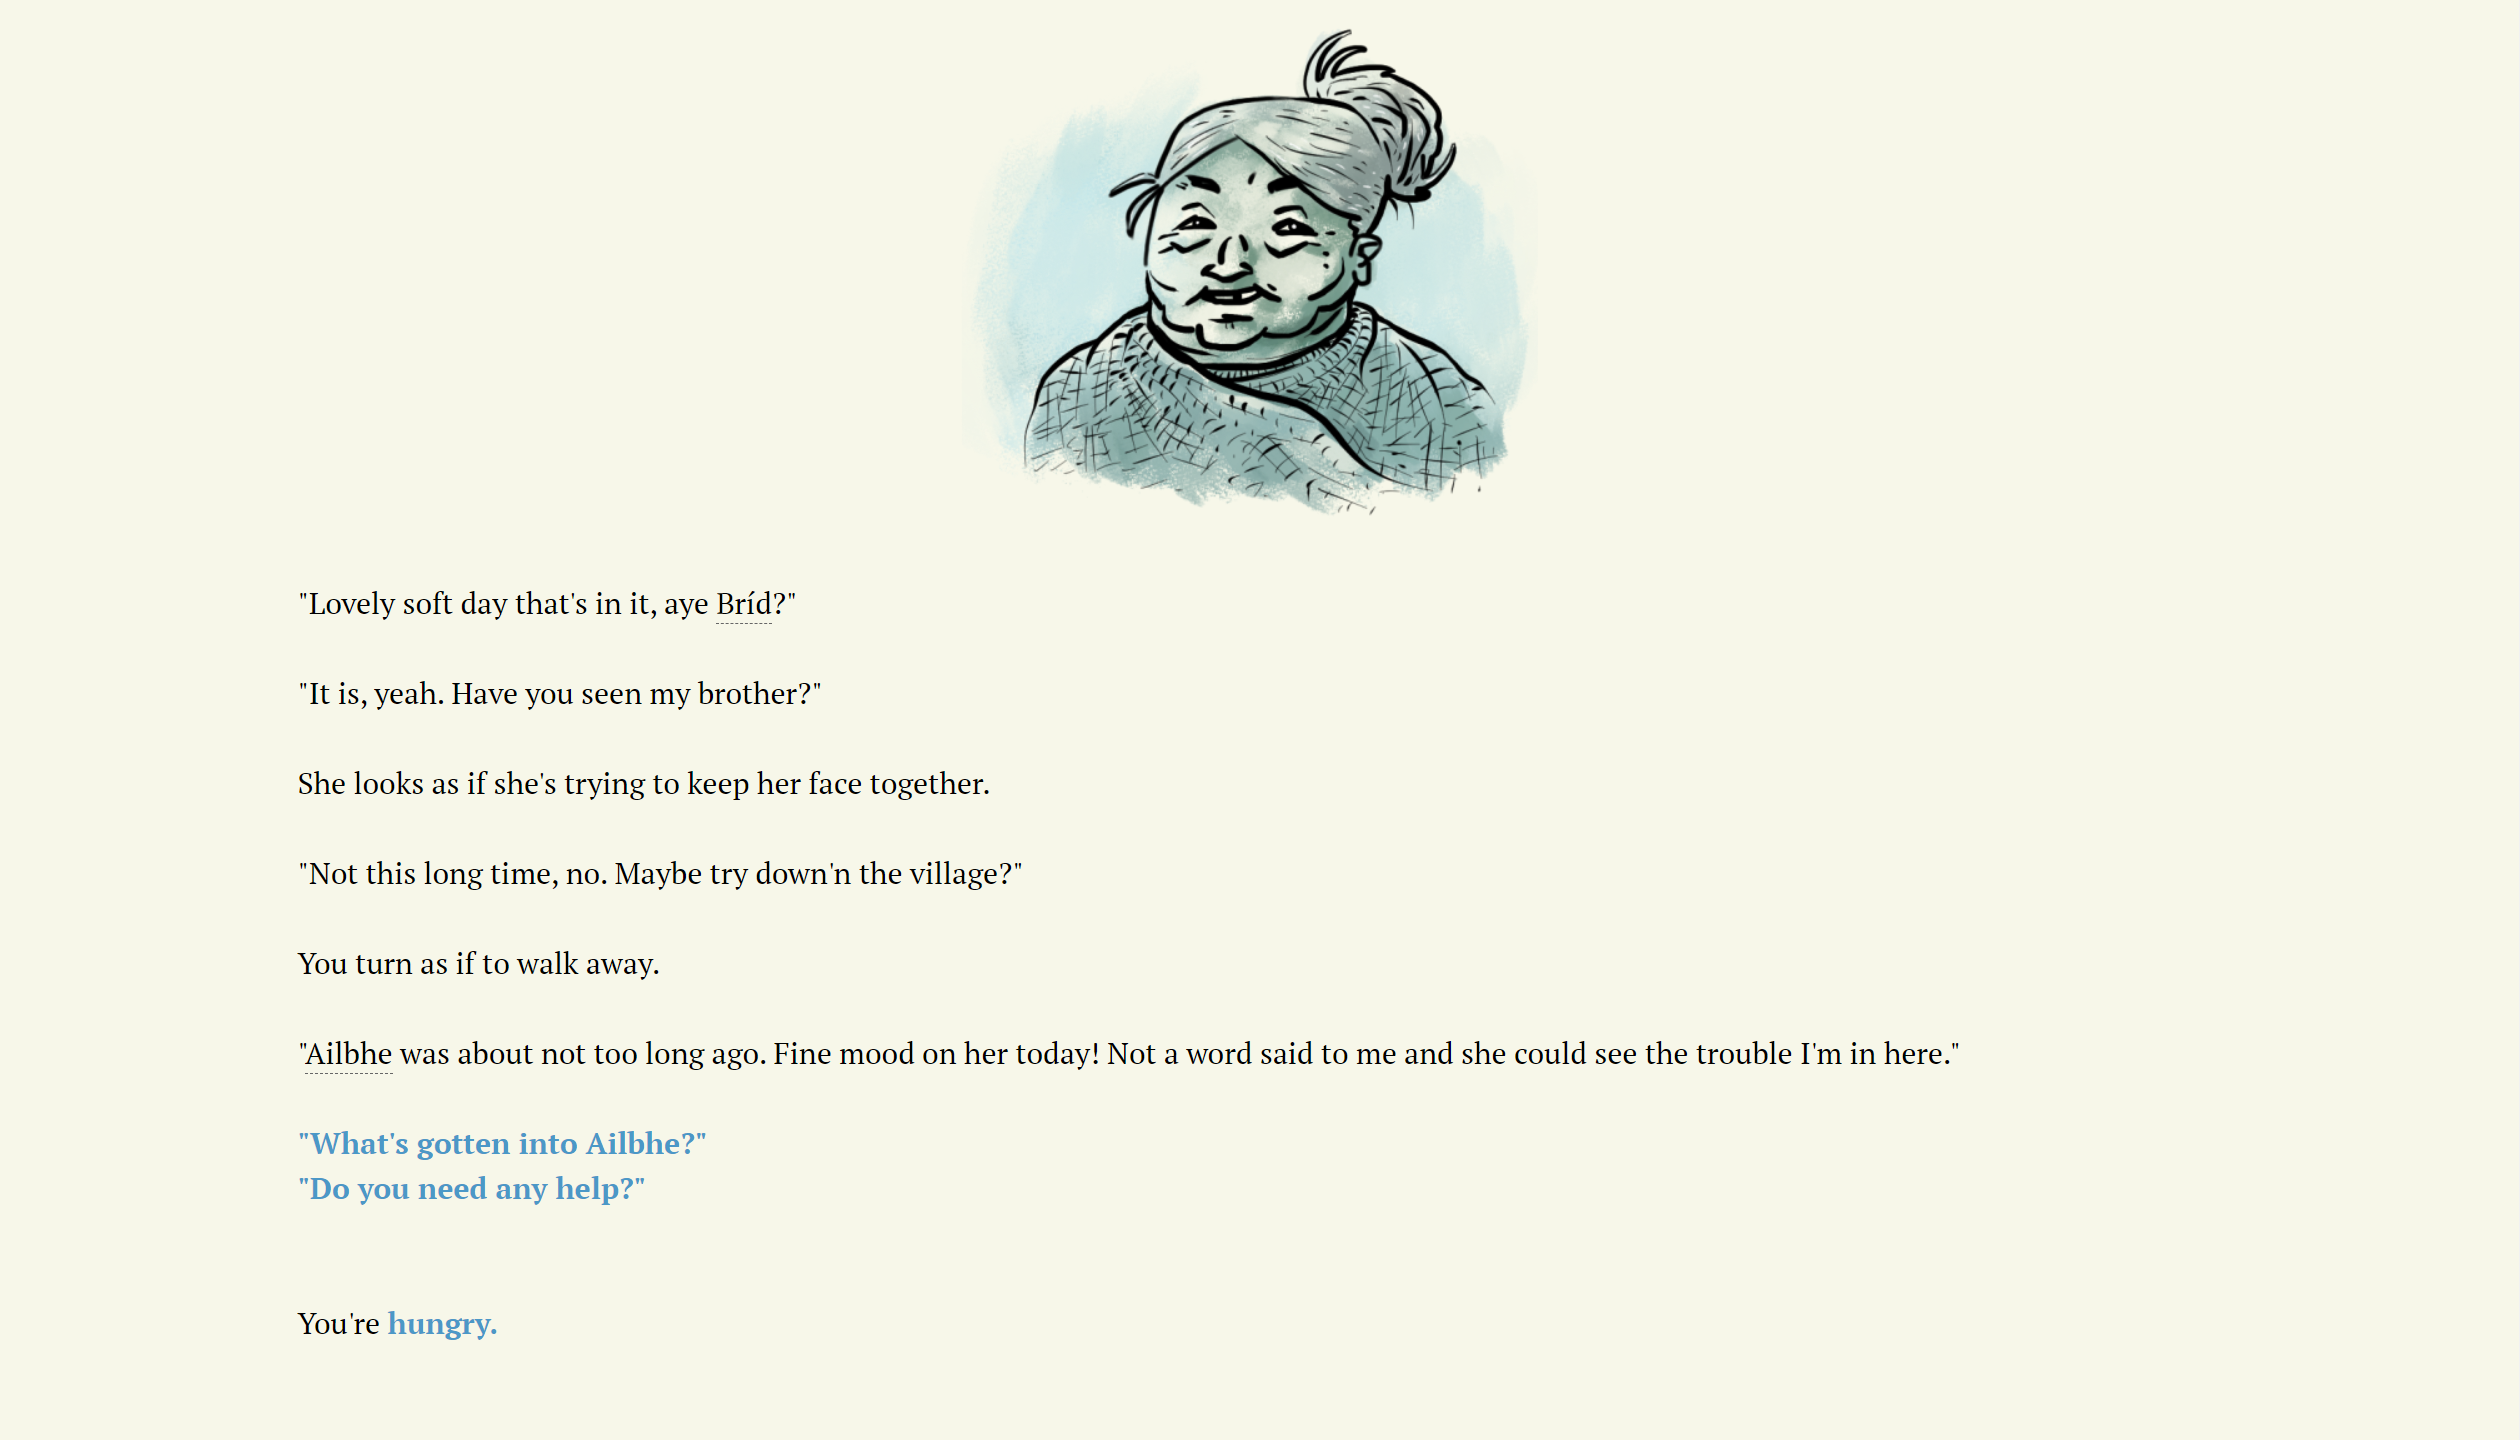 "Lovely soft day that's in it, aye Bríd?"
"It is, yeah. Have you seen my brother?"
She looks as if she's trying to keep her face together.
"Not this long time, no. Maybe try down'n the village?"
You turn as if to walk away.
"Ailbhe was about not too long ago. Fine mood on her today! Not a word said to me and she could see the trouble I'm in here."
"What's gotten into Ailbhe?"
"Do you need any help?"
You're hungry.